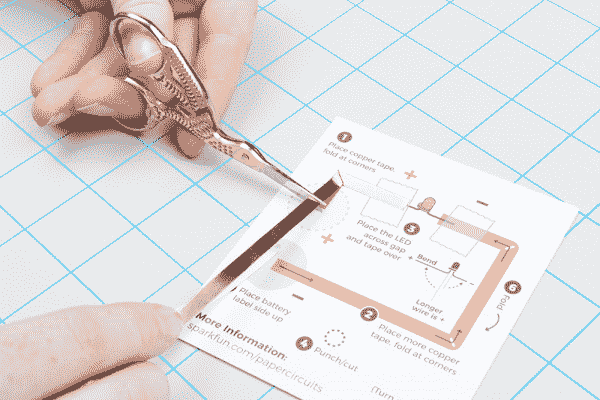 1
Place copper tape,
fold at corners
+
-
3
Place the LED
across gap
and tape over
+
Bend
+
-
Longer
wire is +
5
Fold
Place battery
label side up
-
2
Place more copper
tape, fold at corners
4
Punch/cut
More Information:
sparkfun.com/papercircuits
(Turn